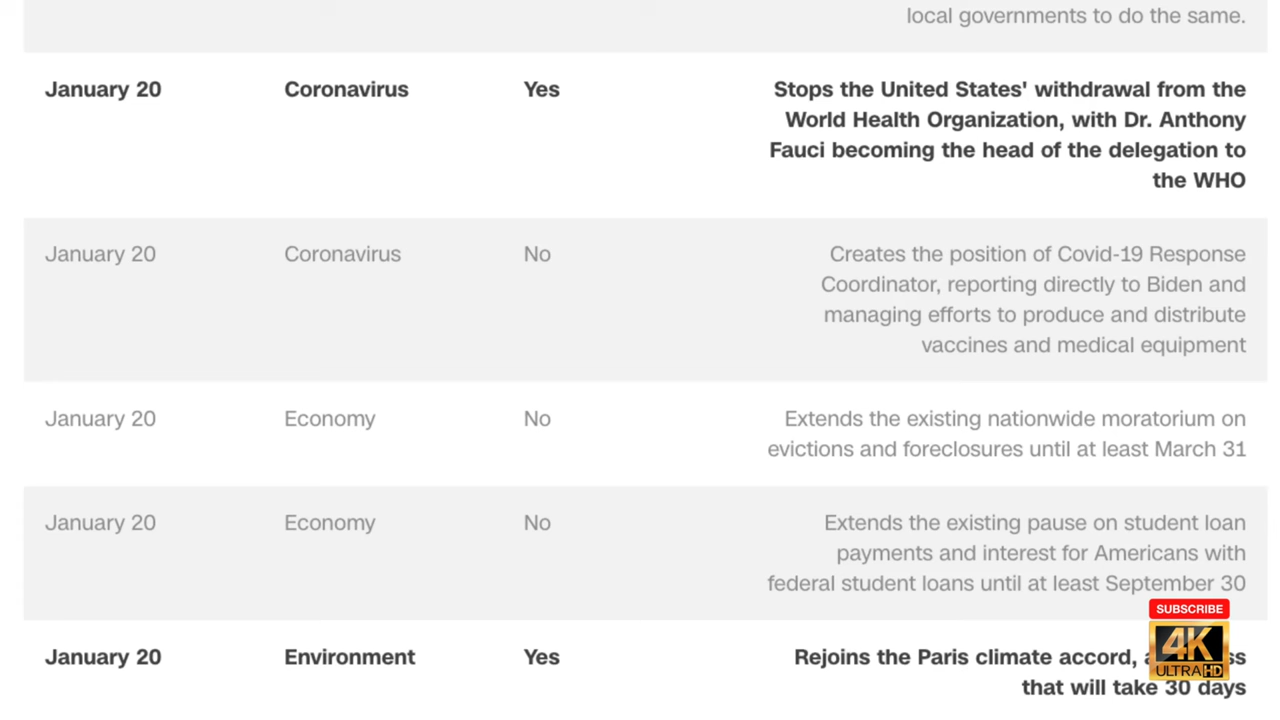 local governments to do the same.
January 20 Coronavirus Yes Stops the United States' withdrawal from the
World Health Organization, with Dr. Anthony
Fauci becoming the head of the delegation to
the WHO
January 20 Coronavirus No Creates the position of Covid-19 Response
Coordinator, reporting directly to Biden and
managing efforts to produce and distribute
vaccines and medical equipment
January 20 Economy No Extends the existing nationwide moratorium on
evictions and foreclosures until at least March 31
January 20 Economy No Extends the existing pause on student loan
payments and interest for Americans with
federal student loans until at least September 30
SUBSCRIBE
4K
ULTRA HD
January 20 Environment Yes Rejoins the Paris climate accord,
that will take 30 days